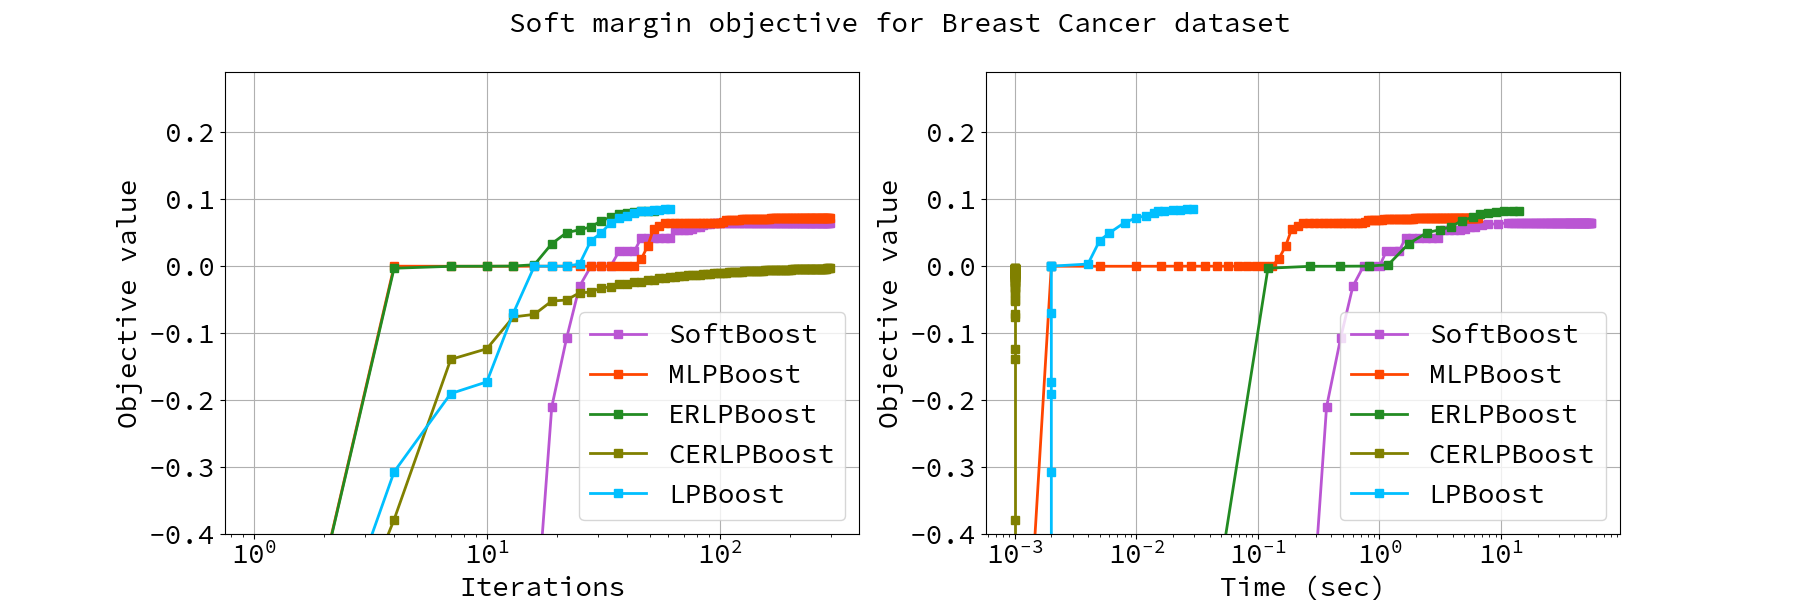 Soft margin objective for Breast Cancer dataset
Objective value
0.2
0.1
0.0
−0.1
−0.2
−0.3
−0.4
10⁰
10¹
10²
Iterations
SoftBoost
MLPBoost
ERLPBoost
CERLPBoost
LPBoost
Objective value
0.2
0.1
0.0
−0.1
−0.2
−0.3
−0.4
10⁻³
10⁻²
10⁻¹
10⁰
10¹
Time (sec)
SoftBoost
MLPBoost
ERLPBoost
CERLPBoost
LPBoost